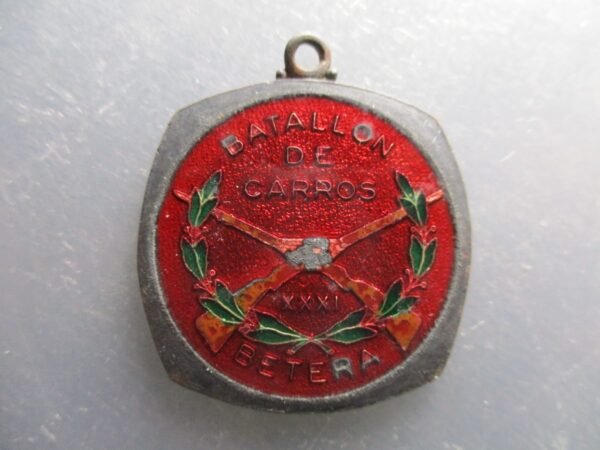 BATALLON
DE
CARROS
XXXI
BETERA